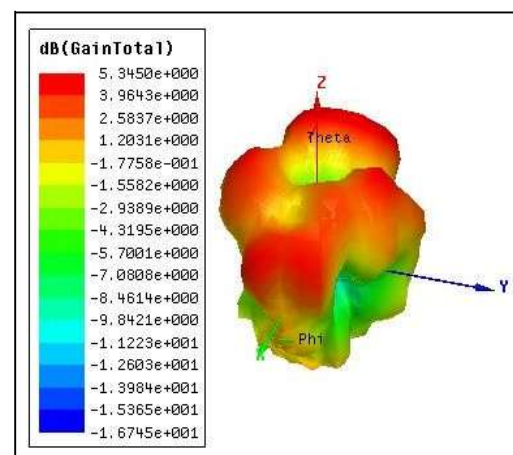 dB(GainTotal)
5.3450e+000
3.9643e+000
2.5837e+000
1.2031e+000
-1.7758e-001
-1.5582e+000
-2.9389e+000
-4.3195e+000
-5.7001e+000
-7.0808e+000
-8.4614e+000
-9.8421e+000
-1.1223e+001
-1.2603e+001
-1.3984e+001
-1.5365e+001
-1.6745e+001
Z
Theta
Y
X
Phi